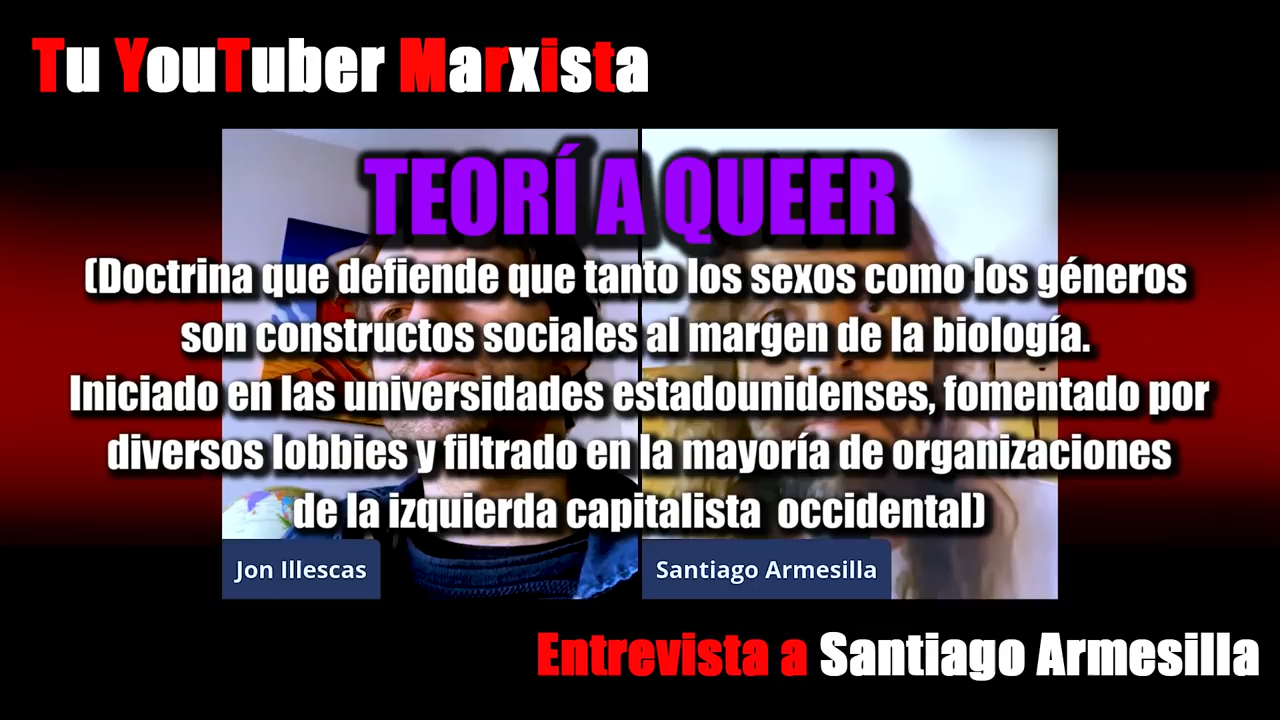 Tu YouTuber Marxista
TEORÍ A QUEER
(Doctrina que defiende que tanto los sexos como los géneros
son constructos sociales al margen de la biología.
Iniciado en las universidades estadounidenses, fomentado por
diversos lobbies y filtrado en la mayoría de organizaciones
de la izquierda capitalista occidental)
Jon Illescas
Santiago Armesilla
Entrevista a Santiago Armesilla